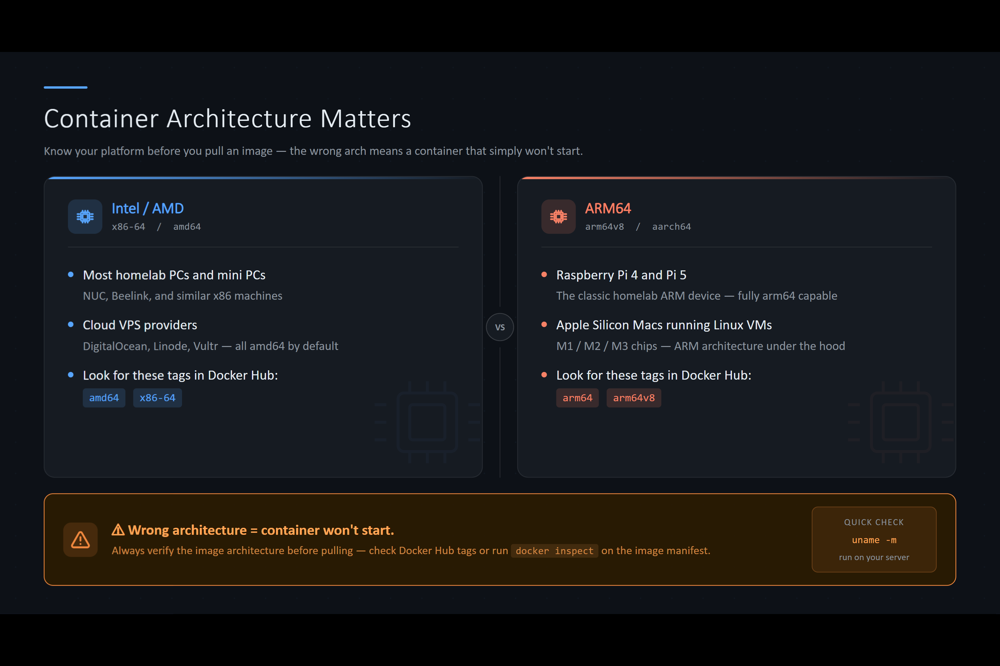 Container Architecture Matters
Know your platform before you pull an image — the wrong arch means a container that simply won't start.
Intel / AMD
x86-64 / amd64
Most homelab PCs and mini PCs
NUC, Beelink, and similar x86 machines
Cloud VPS providers
DigitalOcean, Linode, Vultr — all amd64 by default
Look for these tags in Docker Hub:
amd64 x86-64
VS
ARM64
arm64v8 / aarch64
Raspberry Pi 4 and Pi 5
The classic homelab ARM device — fully arm64 capable
Apple Silicon Macs running Linux VMs
M1 / M2 / M3 chips — ARM architecture under the hood
Look for these tags in Docker Hub:
arm64 arm64v8
⚠ Wrong architecture = container won't start.
Always verify the image architecture before pulling — check Docker Hub tags or run docker inspect on the image manifest.
QUICK CHECK
uname -m
run on your server